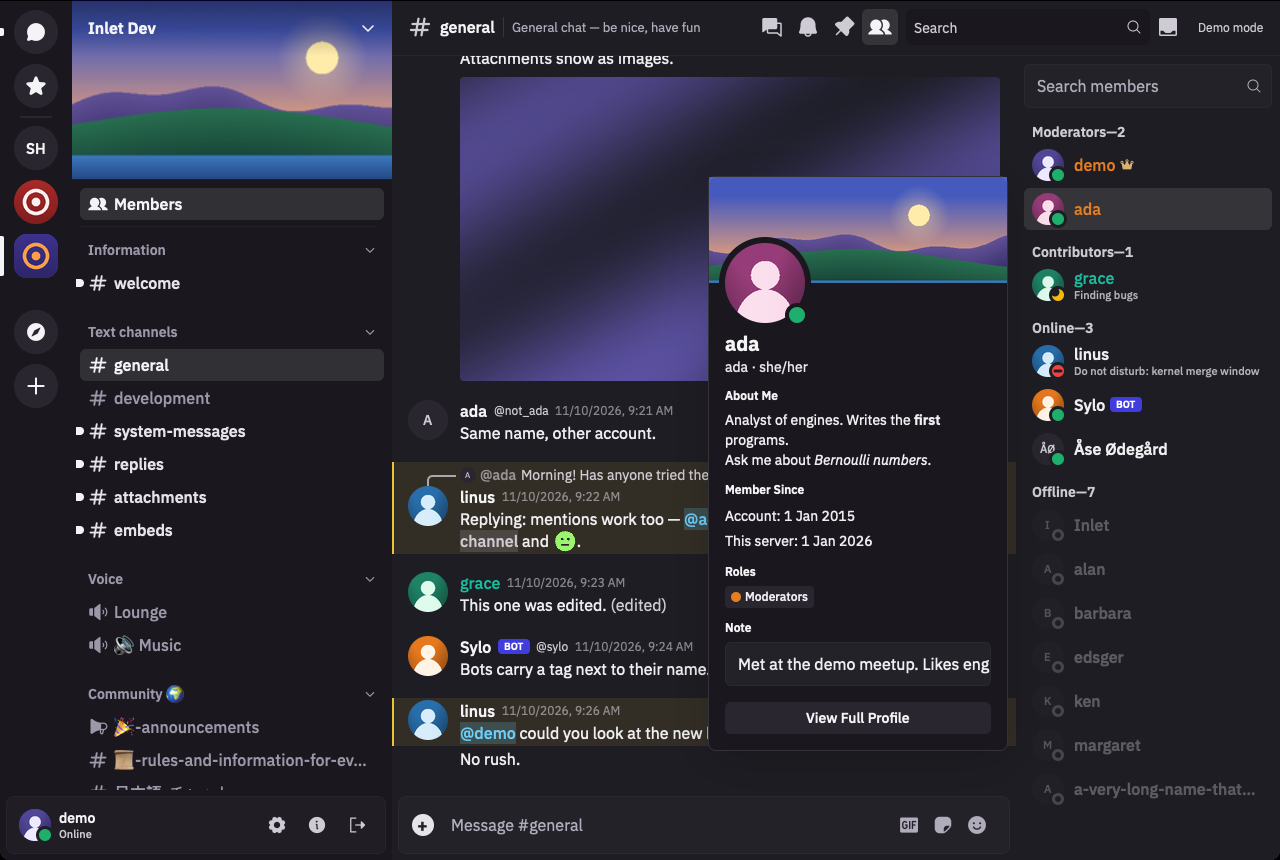 SH
Inlet Dev
Members
Information
# welcome
Text channels
# general
# development
# system-messages
# replies
# attachments
# embeds
Voice
Lounge
Music
Community
-announcements
# -rules-and-information-for-ev...
demo
Online
# general
General chat — be nice, have fun
Search
Demo mode
Attachments show as images.
A
ada @not_ada 11/10/2026, 9:21 AM
Same name, other account.
A @ada Morning! Has anyone tried the
linus 11/10/2026, 9:22 AM
Replying: mentions work too — @a
channel and .
grace 11/10/2026, 9:23 AM
This one was edited. (edited)
Sylo BOT @sylo 11/10/2026, 9:24 AM
Bots carry a tag next to their name.
linus 11/10/2026, 9:26 AM
@demo could you look at the new
No rush.
Message #general
GIF
ada
ada · she/her
About Me
Analyst of engines. Writes the first
programs.
Ask me about Bernoulli numbers.
Member Since
Account: 1 Jan 2015
This server: 1 Jan 2026
Roles
Moderators
Note
Met at the demo meetup. Likes eng
View Full Profile
Search members
Moderators—2
demo
ada
Contributors—1
grace
Finding bugs
Online—3
linus
Do not disturb: kernel merge window
Sylo BOT
ÅØ Åse Ødegård
Offline—7
I Inlet
A alan
B barbara
E edsger
K ken
M margaret
A a-very-long-name-that...